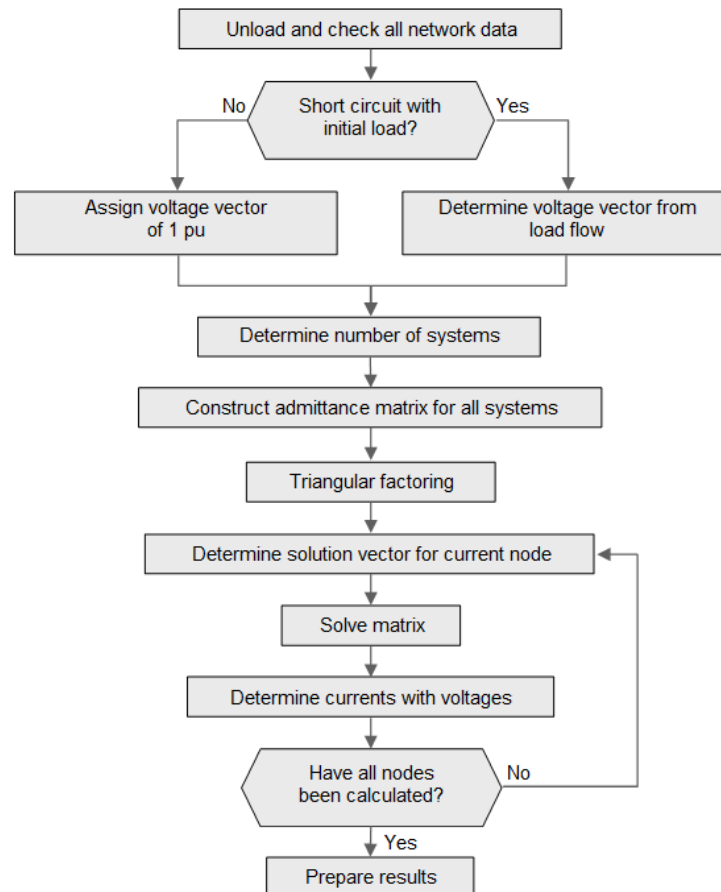 Unload and check all network data
No
Short circuit with
Yes
initial load?
Assign voltage vector
of 1 pu
Determine voltage vector from
load flow
Determine number of systems
Construct admittance matrix for all systems
Triangular factoring
Determine solution vector for current node
Solve matrix
Determine currents with voltages
Have all nodes
been calculated?
No
Yes
Prepare results